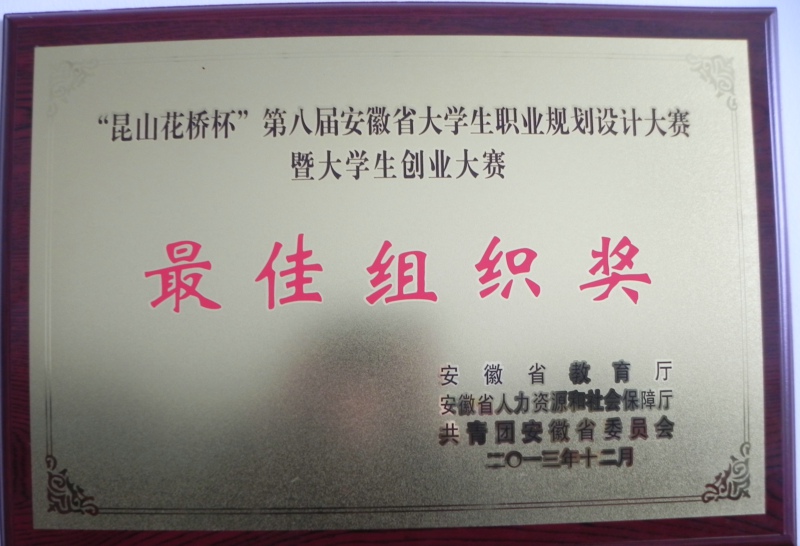 “昆山花桥杯”第八届安徽省大学生职业规划设计大赛
暨大学生创业大赛
最佳组织奖
安徽省教育厅
安徽省人力资源和社会保障厅
共青团安徽省委员会
二〇一三年十二月